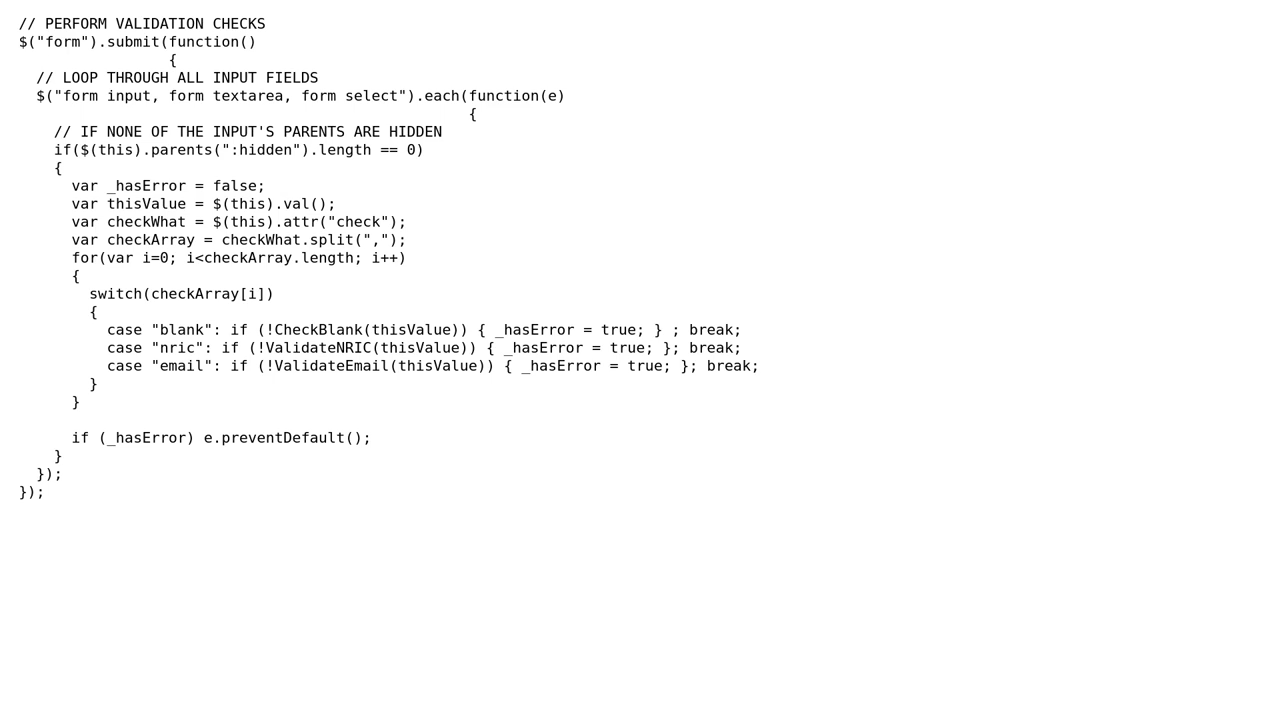 // PERFORM VALIDATION CHECKS
$("form").submit(function()
                 {
  // LOOP THROUGH ALL INPUT FIELDS
  $("form input, form textarea, form select").each(function(e)
                                                   {
    // IF NONE OF THE INPUT'S PARENTS ARE HIDDEN
    if($(this).parents(":hidden").length == 0)
    {
      var _hasError = false;
      var thisValue = $(this).val();
      var checkWhat = $(this).attr("check");
      var checkArray = checkWhat.split(",");
      for(var i=0; i<checkArray.length; i++)
      {
        switch(checkArray[i])
        {
          case "blank": if (!CheckBlank(thisValue)) { _hasError = true; } ; break;
          case "nric": if (!ValidateNRIC(thisValue)) { _hasError = true; }; break;
          case "email": if (!ValidateEmail(thisValue)) { _hasError = true; }; break;
        }
      }

      if (_hasError) e.preventDefault();
    }
  });
});